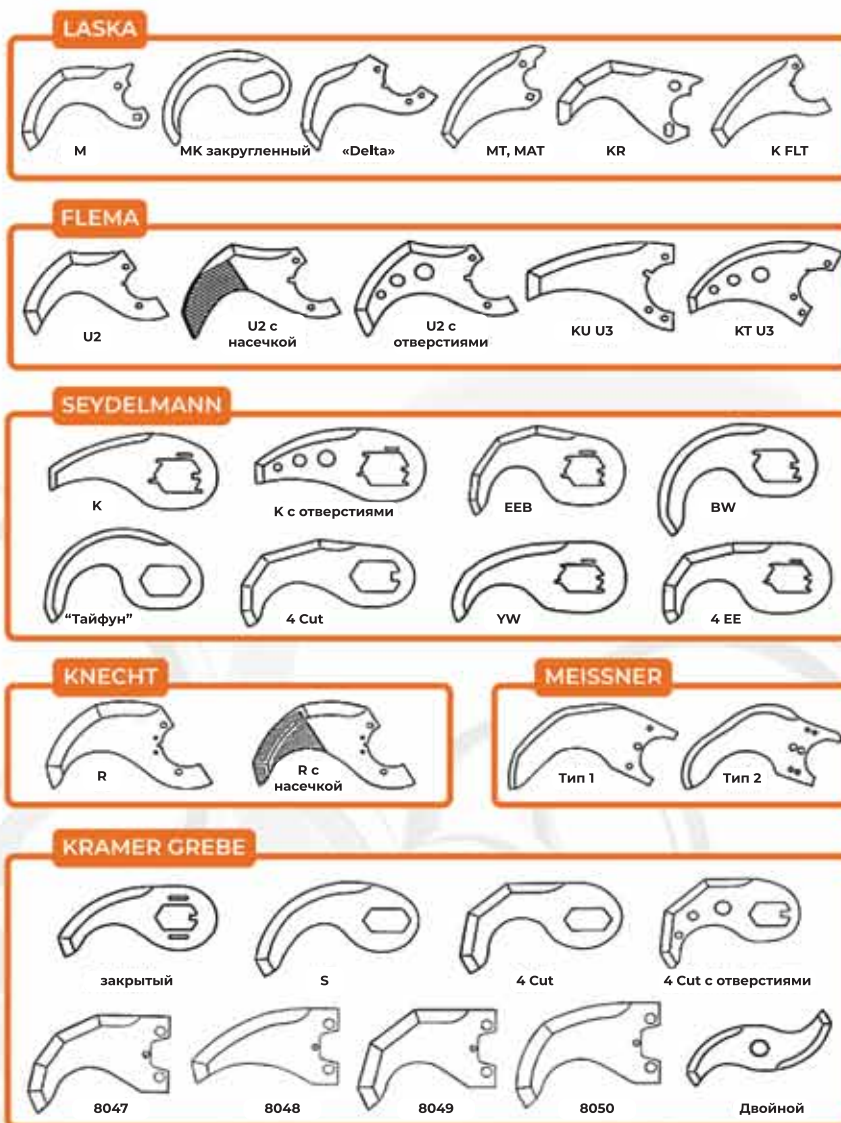 LASKA
M
MK закругленный
«Delta»
MT, MAT
KR
K FLT
FLEMA
U2
U2 с
насечкой
U2 с
отверстиями
KU U3
KT U3
SEYDELMANN
K
K с отверстиями
EEB
BW
"Тайфун"
4 Cut
YW
4 EE
KNECHT
R
R с
насечкой
MEISSNER
Тип 1
Тип 2
KRAMER GREBE
закрытый
S
4 Cut
4 Cut с отверстиями
8047
8048
8049
8050
Двойной